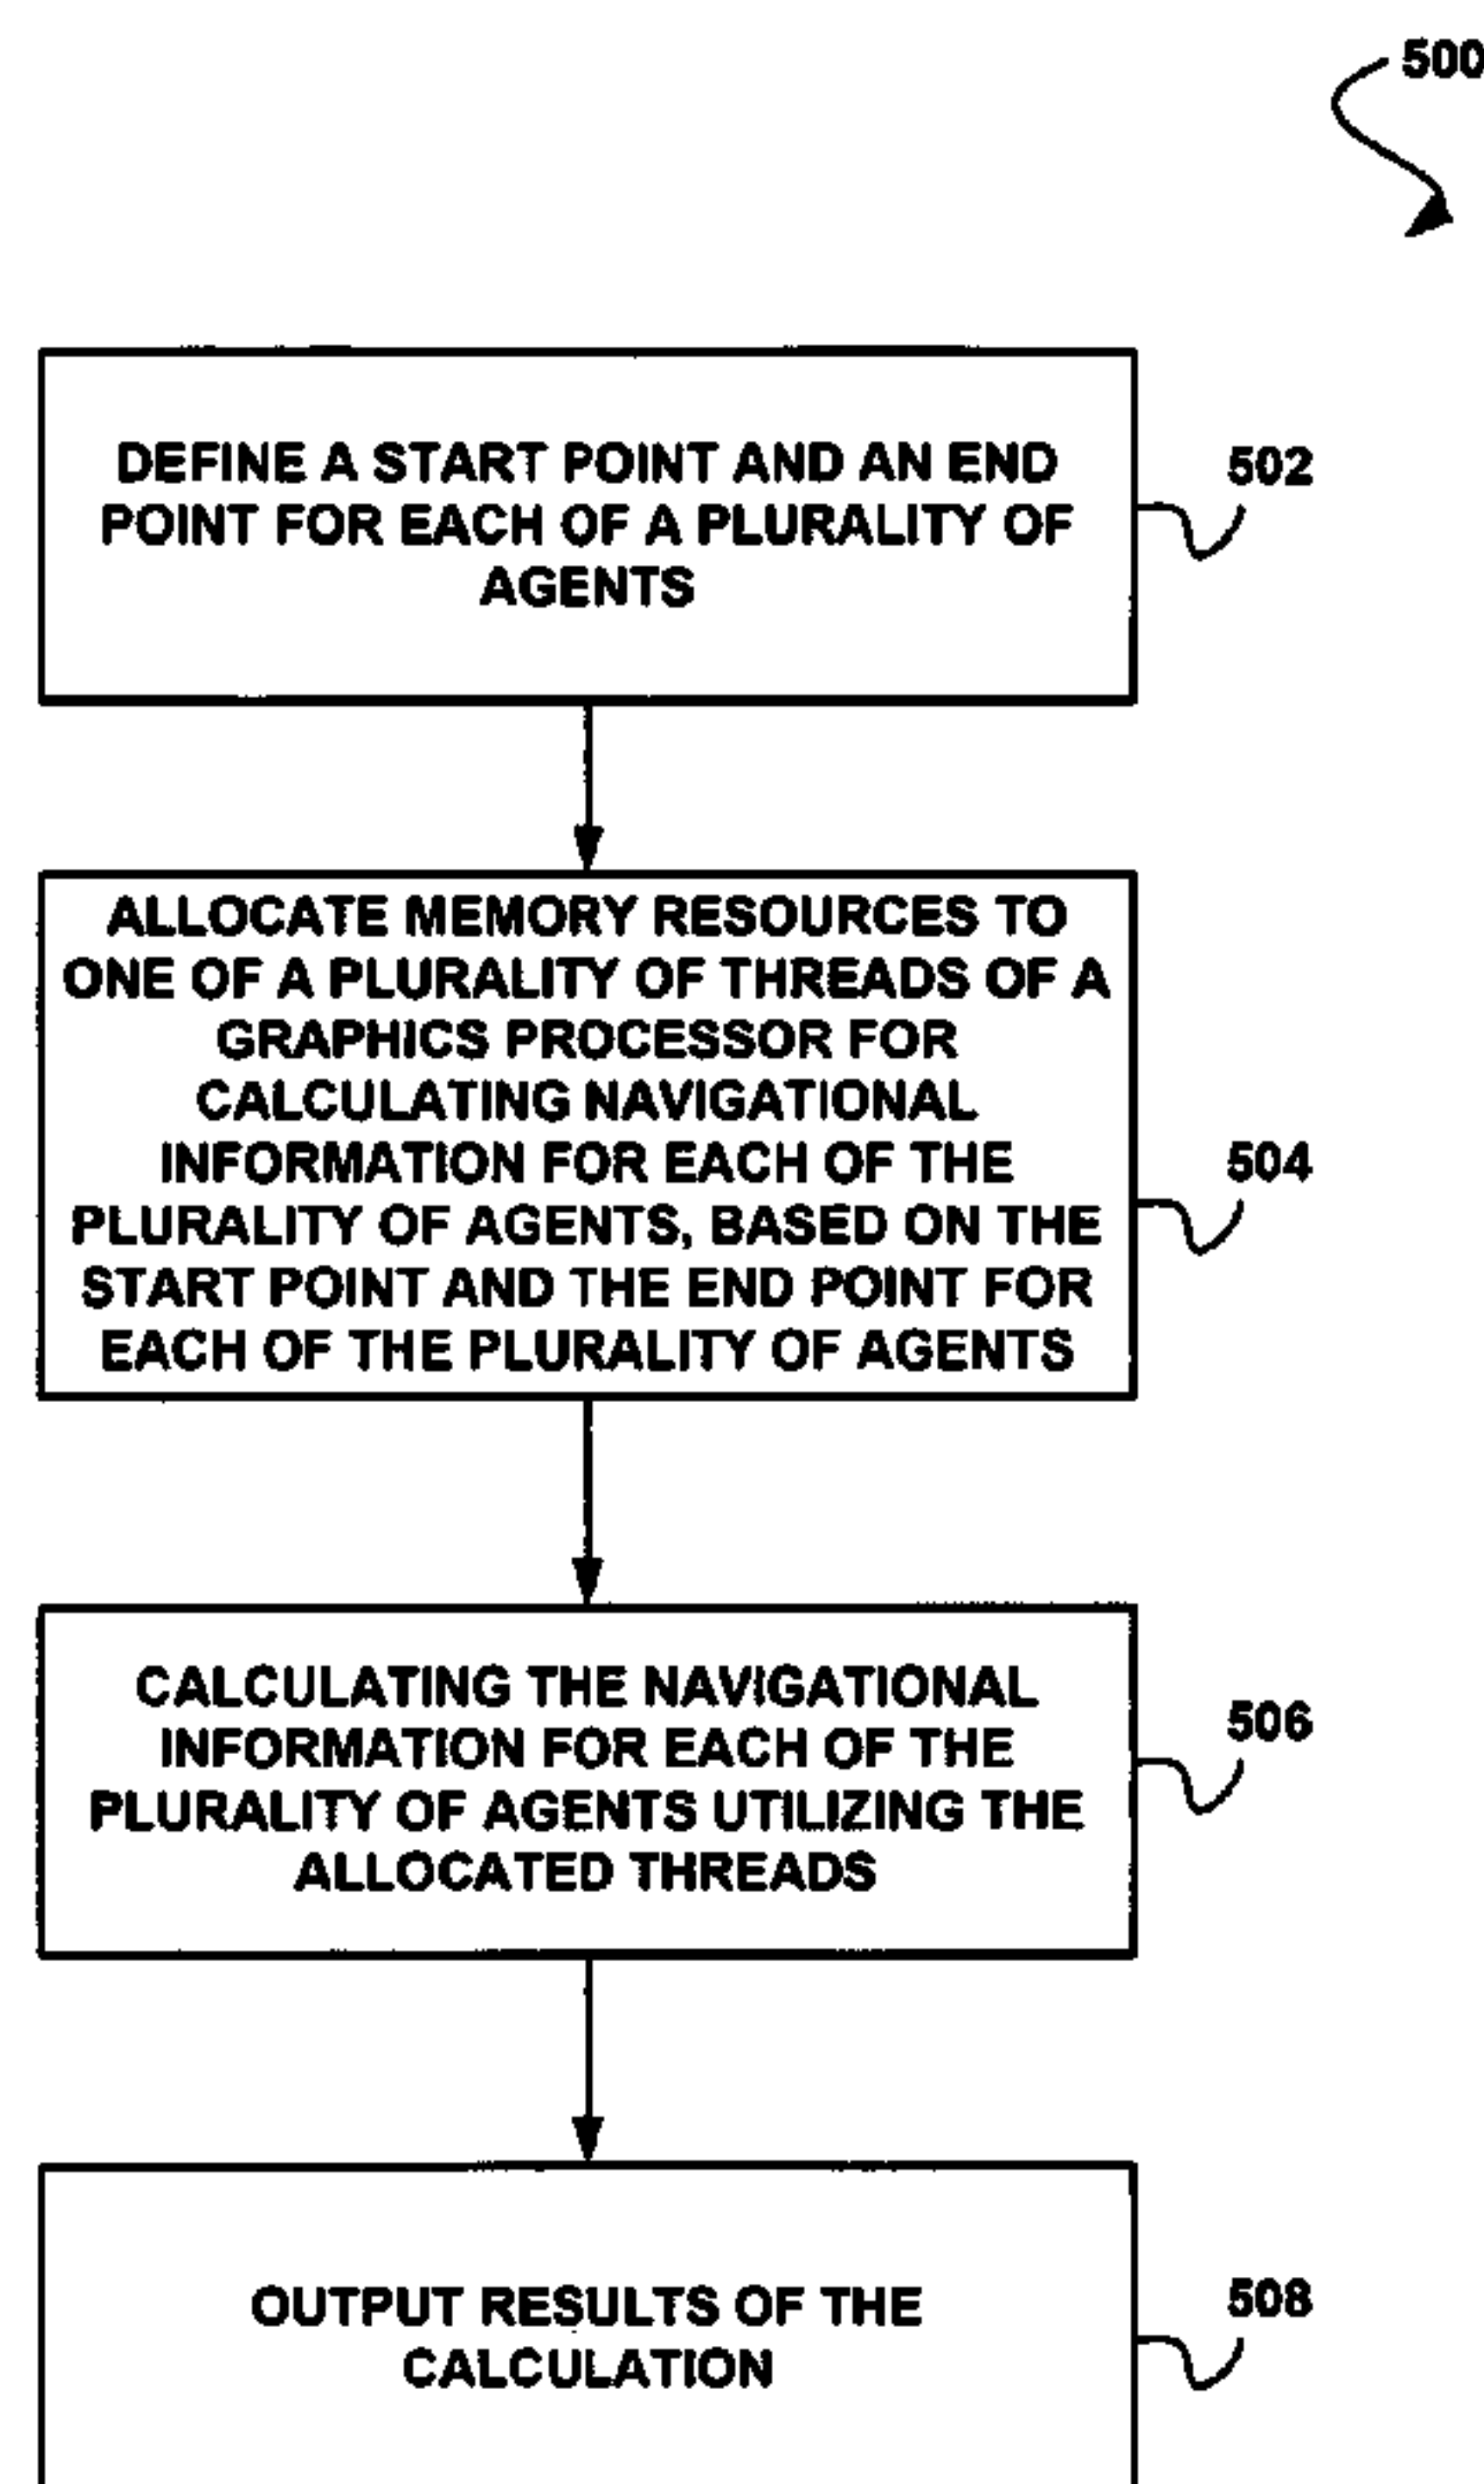 500
DEFINE A START POINT AND AN END
POINT FOR EACH OF A PLURALITY OF
AGENTS
502
ALLOCATE MEMORY RESOURCES TO
ONE OF A PLURALITY OF THREADS OF A
GRAPHICS PROCESSOR FOR
CALCULATING NAVIGATIONAL
INFORMATION FOR EACH OF THE
PLURALITY OF AGENTS, BASED ON THE
START POINT AND THE END POINT FOR
EACH OF THE PLURALITY OF AGENTS
504
CALCULATING THE NAVIGATIONAL
INFORMATION FOR EACH OF THE
PLURALITY OF AGENTS UTILIZING THE
ALLOCATED THREADS
506
OUTPUT RESULTS OF THE
CALCULATION
508